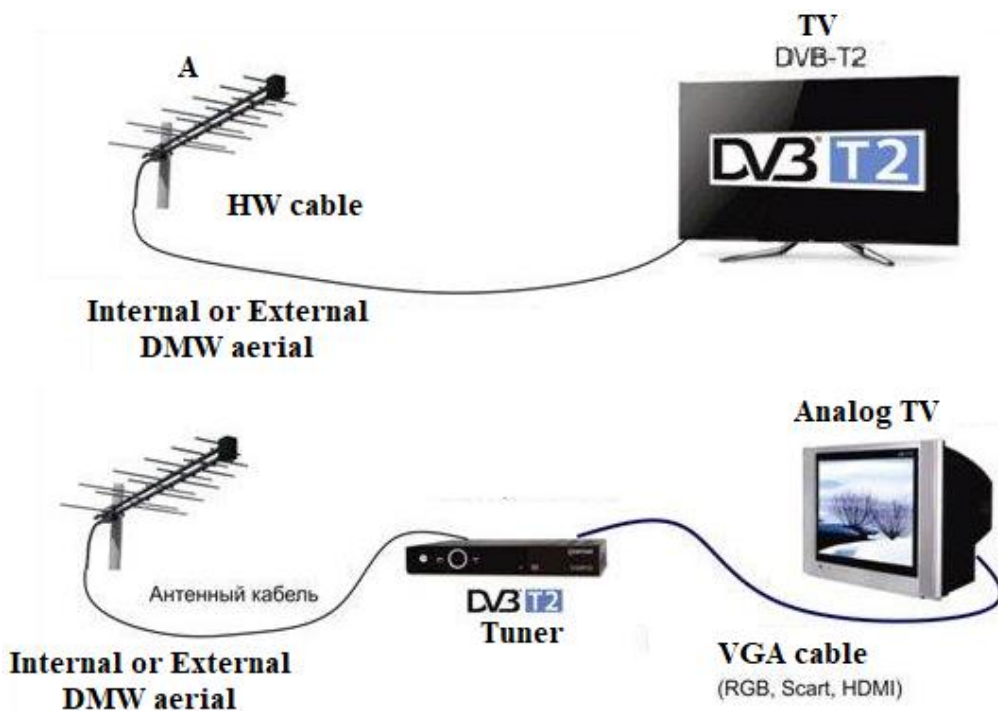 TV
DVB-T2
A
DVB T2
HW cable
Internal or External
DMW aerial
Analog TV
Антенный кабель
DVB T2
Tuner
Internal or External
DMW aerial
VGA cable
(RGB, Scart, HDMI)